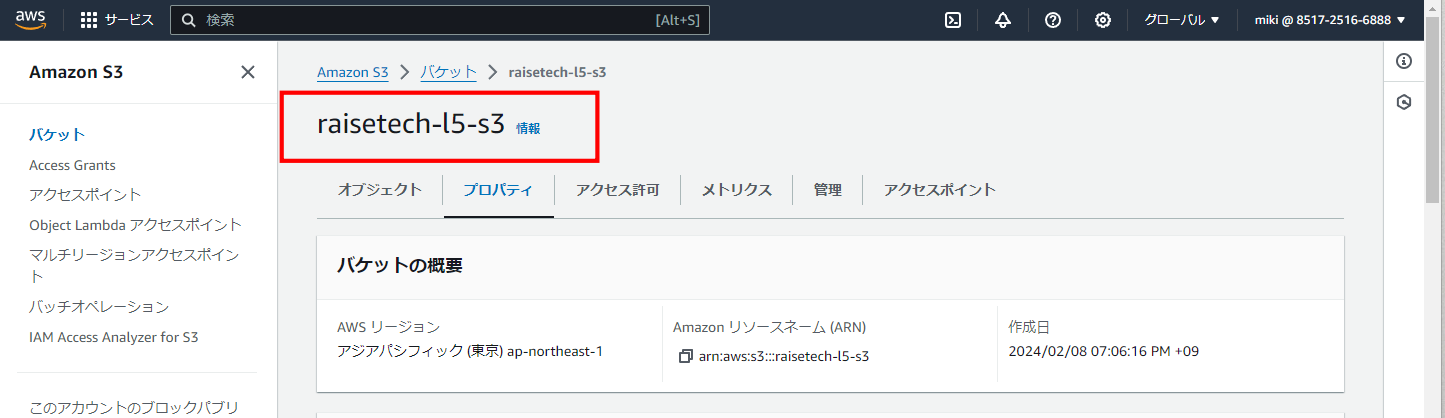 aws サービス 検索 [Alt+S] グローバル ▼ miki @ 8517-2516-6888 ▼
Amazon S3
バケット
Access Grants
アクセスポイント
Object Lambda アクセスポイント
マルチリージョンアクセスポイン
ト
バッチオペレーション
IAM Access Analyzer for S3
このアカウントのブロックパブリ
Amazon S3 > バケット > raisetech-l5-s3
raisetech-l5-s3 情報
オブジェクト プロパティ アクセス許可 メトリクス 管理 アクセスポイント
バケットの概要
AWS リージョン
アジアパシフィック (東京) ap-northeast-1
Amazon リソースネーム (ARN)
arn:aws:s3:::raisetech-l5-s3
作成日
2024/02/08 07:06:16 PM +09